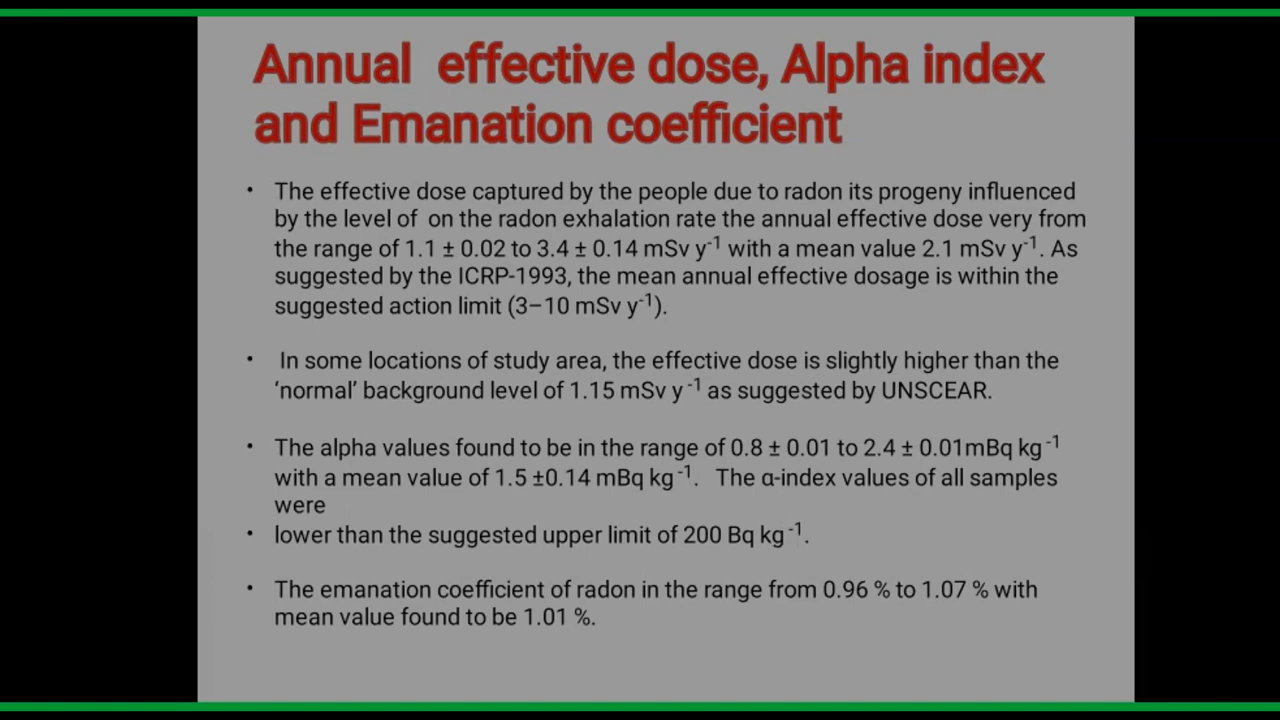 Annual effective dose, Alpha index
and Emanation coefficient
• The effective dose captured by the people due to radon its progeny influenced
by the level of on the radon exhalation rate the annual effective dose very from
the range of 1.1 ± 0.02 to 3.4 ± 0.14 mSv y⁻¹ with a mean value 2.1 mSv y⁻¹. As
suggested by the ICRP-1993, the mean annual effective dosage is within the
suggested action limit (3–10 mSv y⁻¹).
• In some locations of study area, the effective dose is slightly higher than the
‘normal’ background level of 1.15 mSv y ⁻¹ as suggested by UNSCEAR.
• The alpha values found to be in the range of 0.8 ± 0.01 to 2.4 ± 0.01mBq kg ⁻¹
with a mean value of 1.5 ±0.14 mBq kg ⁻¹. The α-index values of all samples
were
• lower than the suggested upper limit of 200 Bq kg ⁻¹.
• The emanation coefficient of radon in the range from 0.96 % to 1.07 % with
mean value found to be 1.01 %.